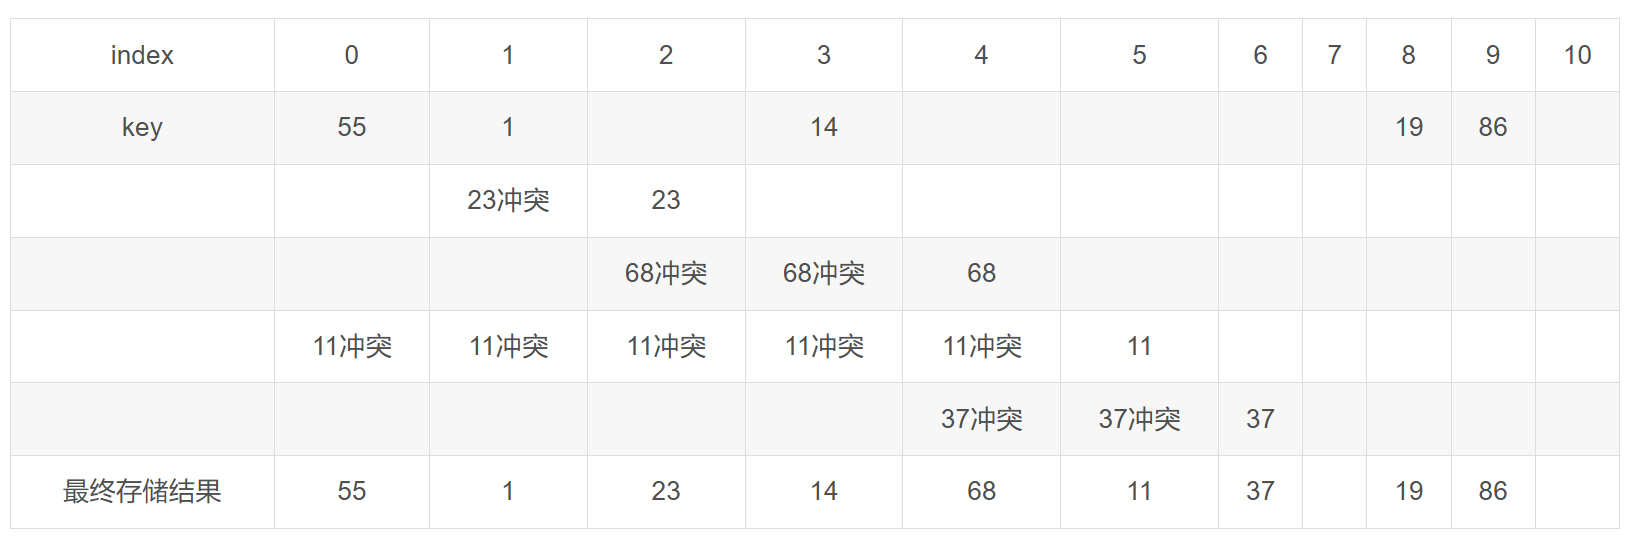 index 0 1 2 3 4 5 6 7 8 9 10
key 55 1 14 19 86
23冲突 23
68冲突 68冲突 68
11冲突 11冲突 11冲突 11冲突 11冲突 11
37冲突 37冲突 37
最终存储结果 55 1 23 14 68 11 37 19 86